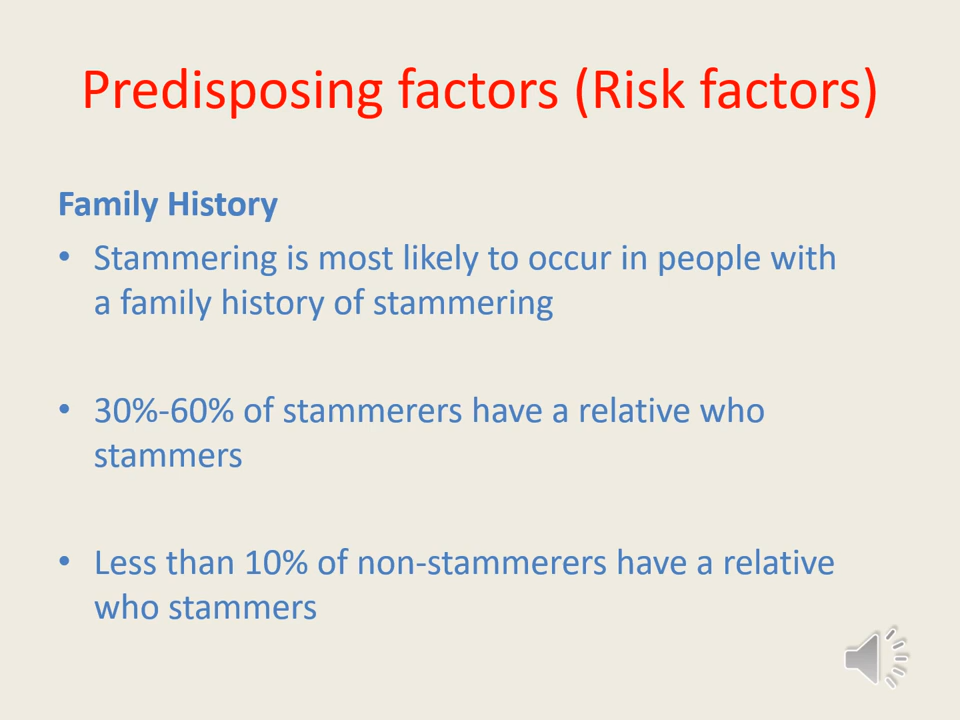 Predisposing factors (Risk factors)
Family History
• Stammering is most likely to occur in people with
a family history of stammering
• 30%-60% of stammerers have a relative who
stammers
• Less than 10% of non-stammerers have a relative
who stammers